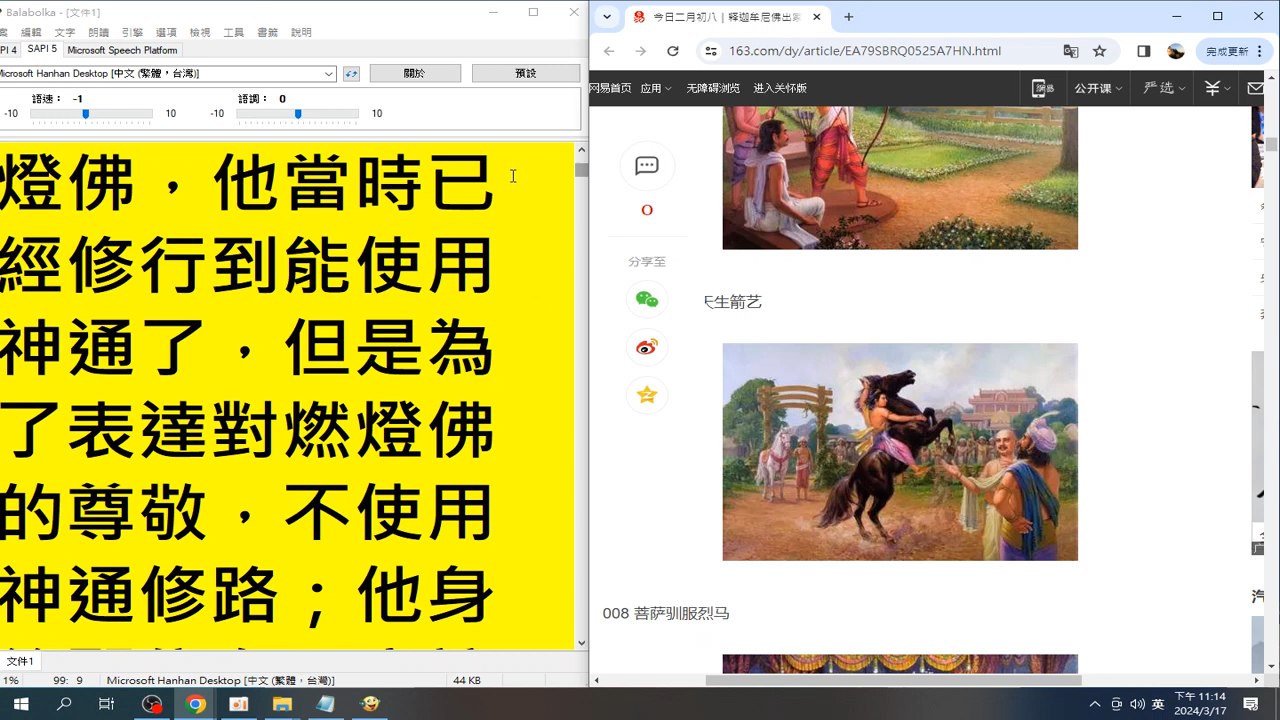 Balabolka - [文件1]
檔案 編輯 文字 朗讀 引擎 選項 檢視 工具 書籤 說明
PI 4 SAPI 5 Microsoft Speech Platform
Microsoft Hanhan Desktop [中文 (繁體，台灣)]
關於
預設
語速： -1
語調： 0
-10 10 -10 10
燈佛，他當時已
經修行到能使用
神通了，但是為
了表達對燃燈佛
的尊敬，不使用
神通修路；他身
文件1
1% 99: 9 Microsoft Hanhan Desktop [中文 (繁體，台灣)] 44 KB
今日二月初八 | 释迦牟尼佛出
163.com/dy/article/EA79SBRQ0525A7HN.html
完成更新
网易首页 应用 无障碍浏览 进入关怀版
網易 公开课 严选
0
分享至
天生箭艺
008 菩萨驯服烈马
英
下午 11:14
2024/3/17